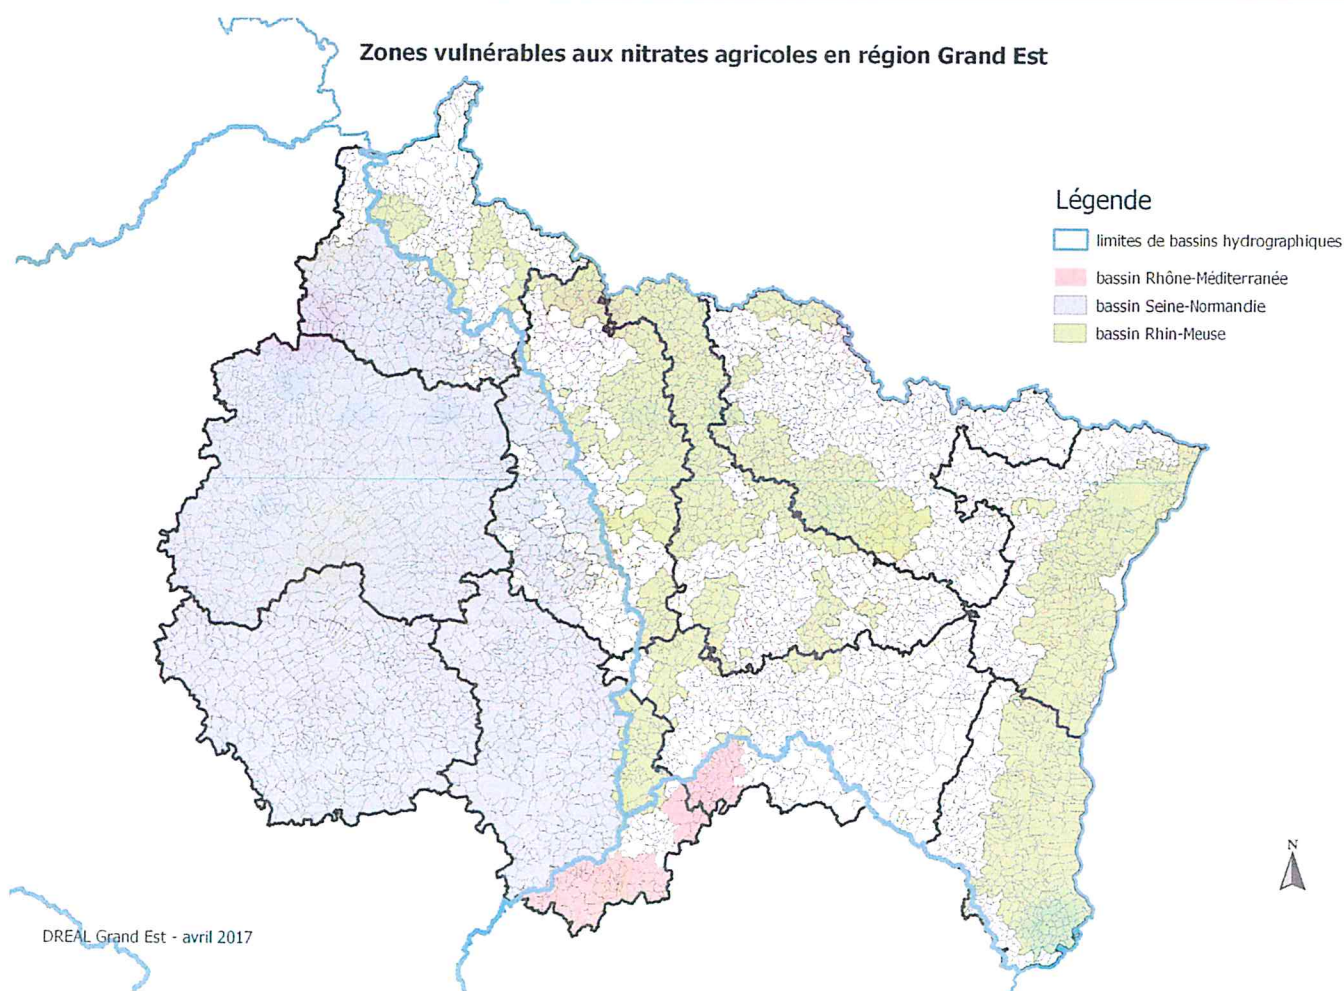 Zones vulnérables aux nitrates agricoles en région Grand Est
Légende
limites de bassins hydrographiques
bassin Rhône-Méditerranée
bassin Seine-Normandie
bassin Rhin-Meuse
N
DREAL Grand Est - avril 2017